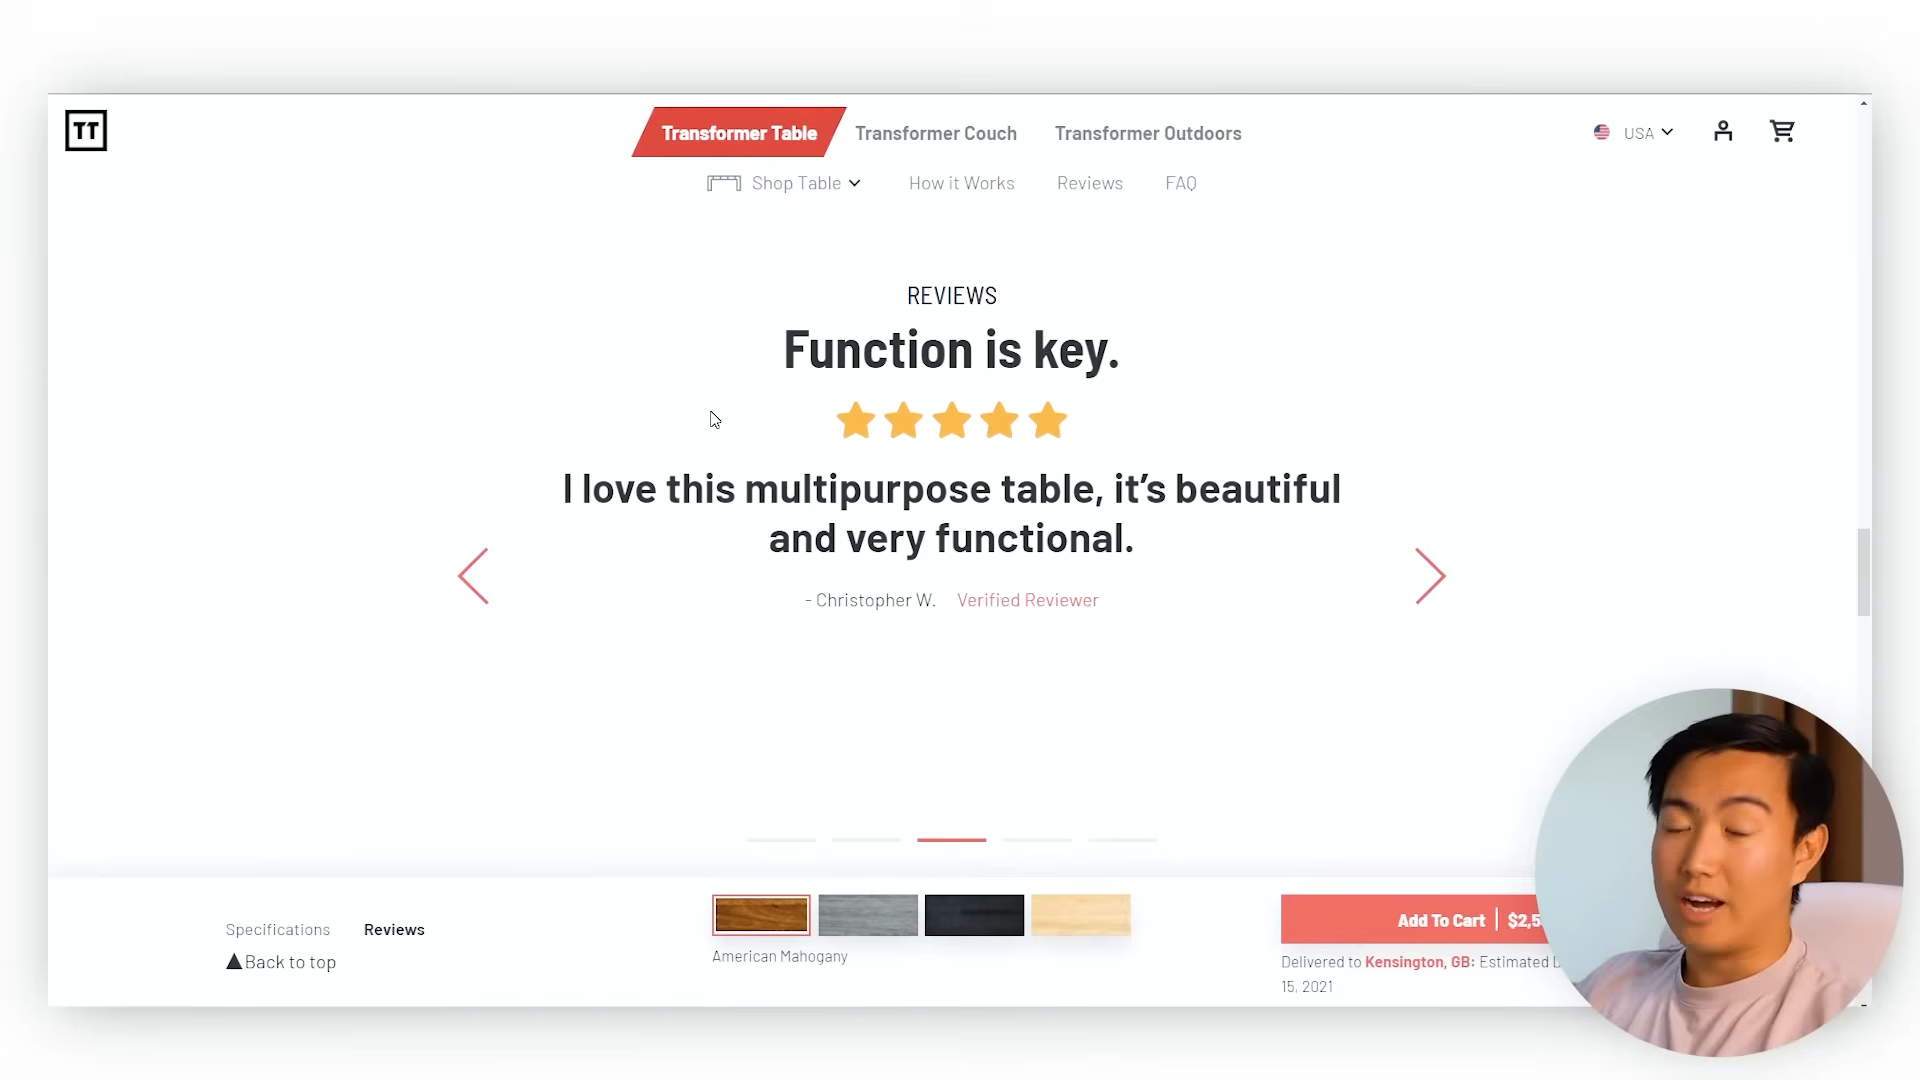 TT
Transformer Table
Transformer Couch
Transformer Outdoors
USA
Shop Table
How it Works
Reviews
FAQ
REVIEWS
Function is key.
I love this multipurpose table, it’s beautiful
and very functional.
- Christopher W. Verified Reviewer
Specifications
Reviews
Back to top
American Mahogany
Add To Cart | $2,5
Delivered to Kensington, GB: Estimated
15, 2021